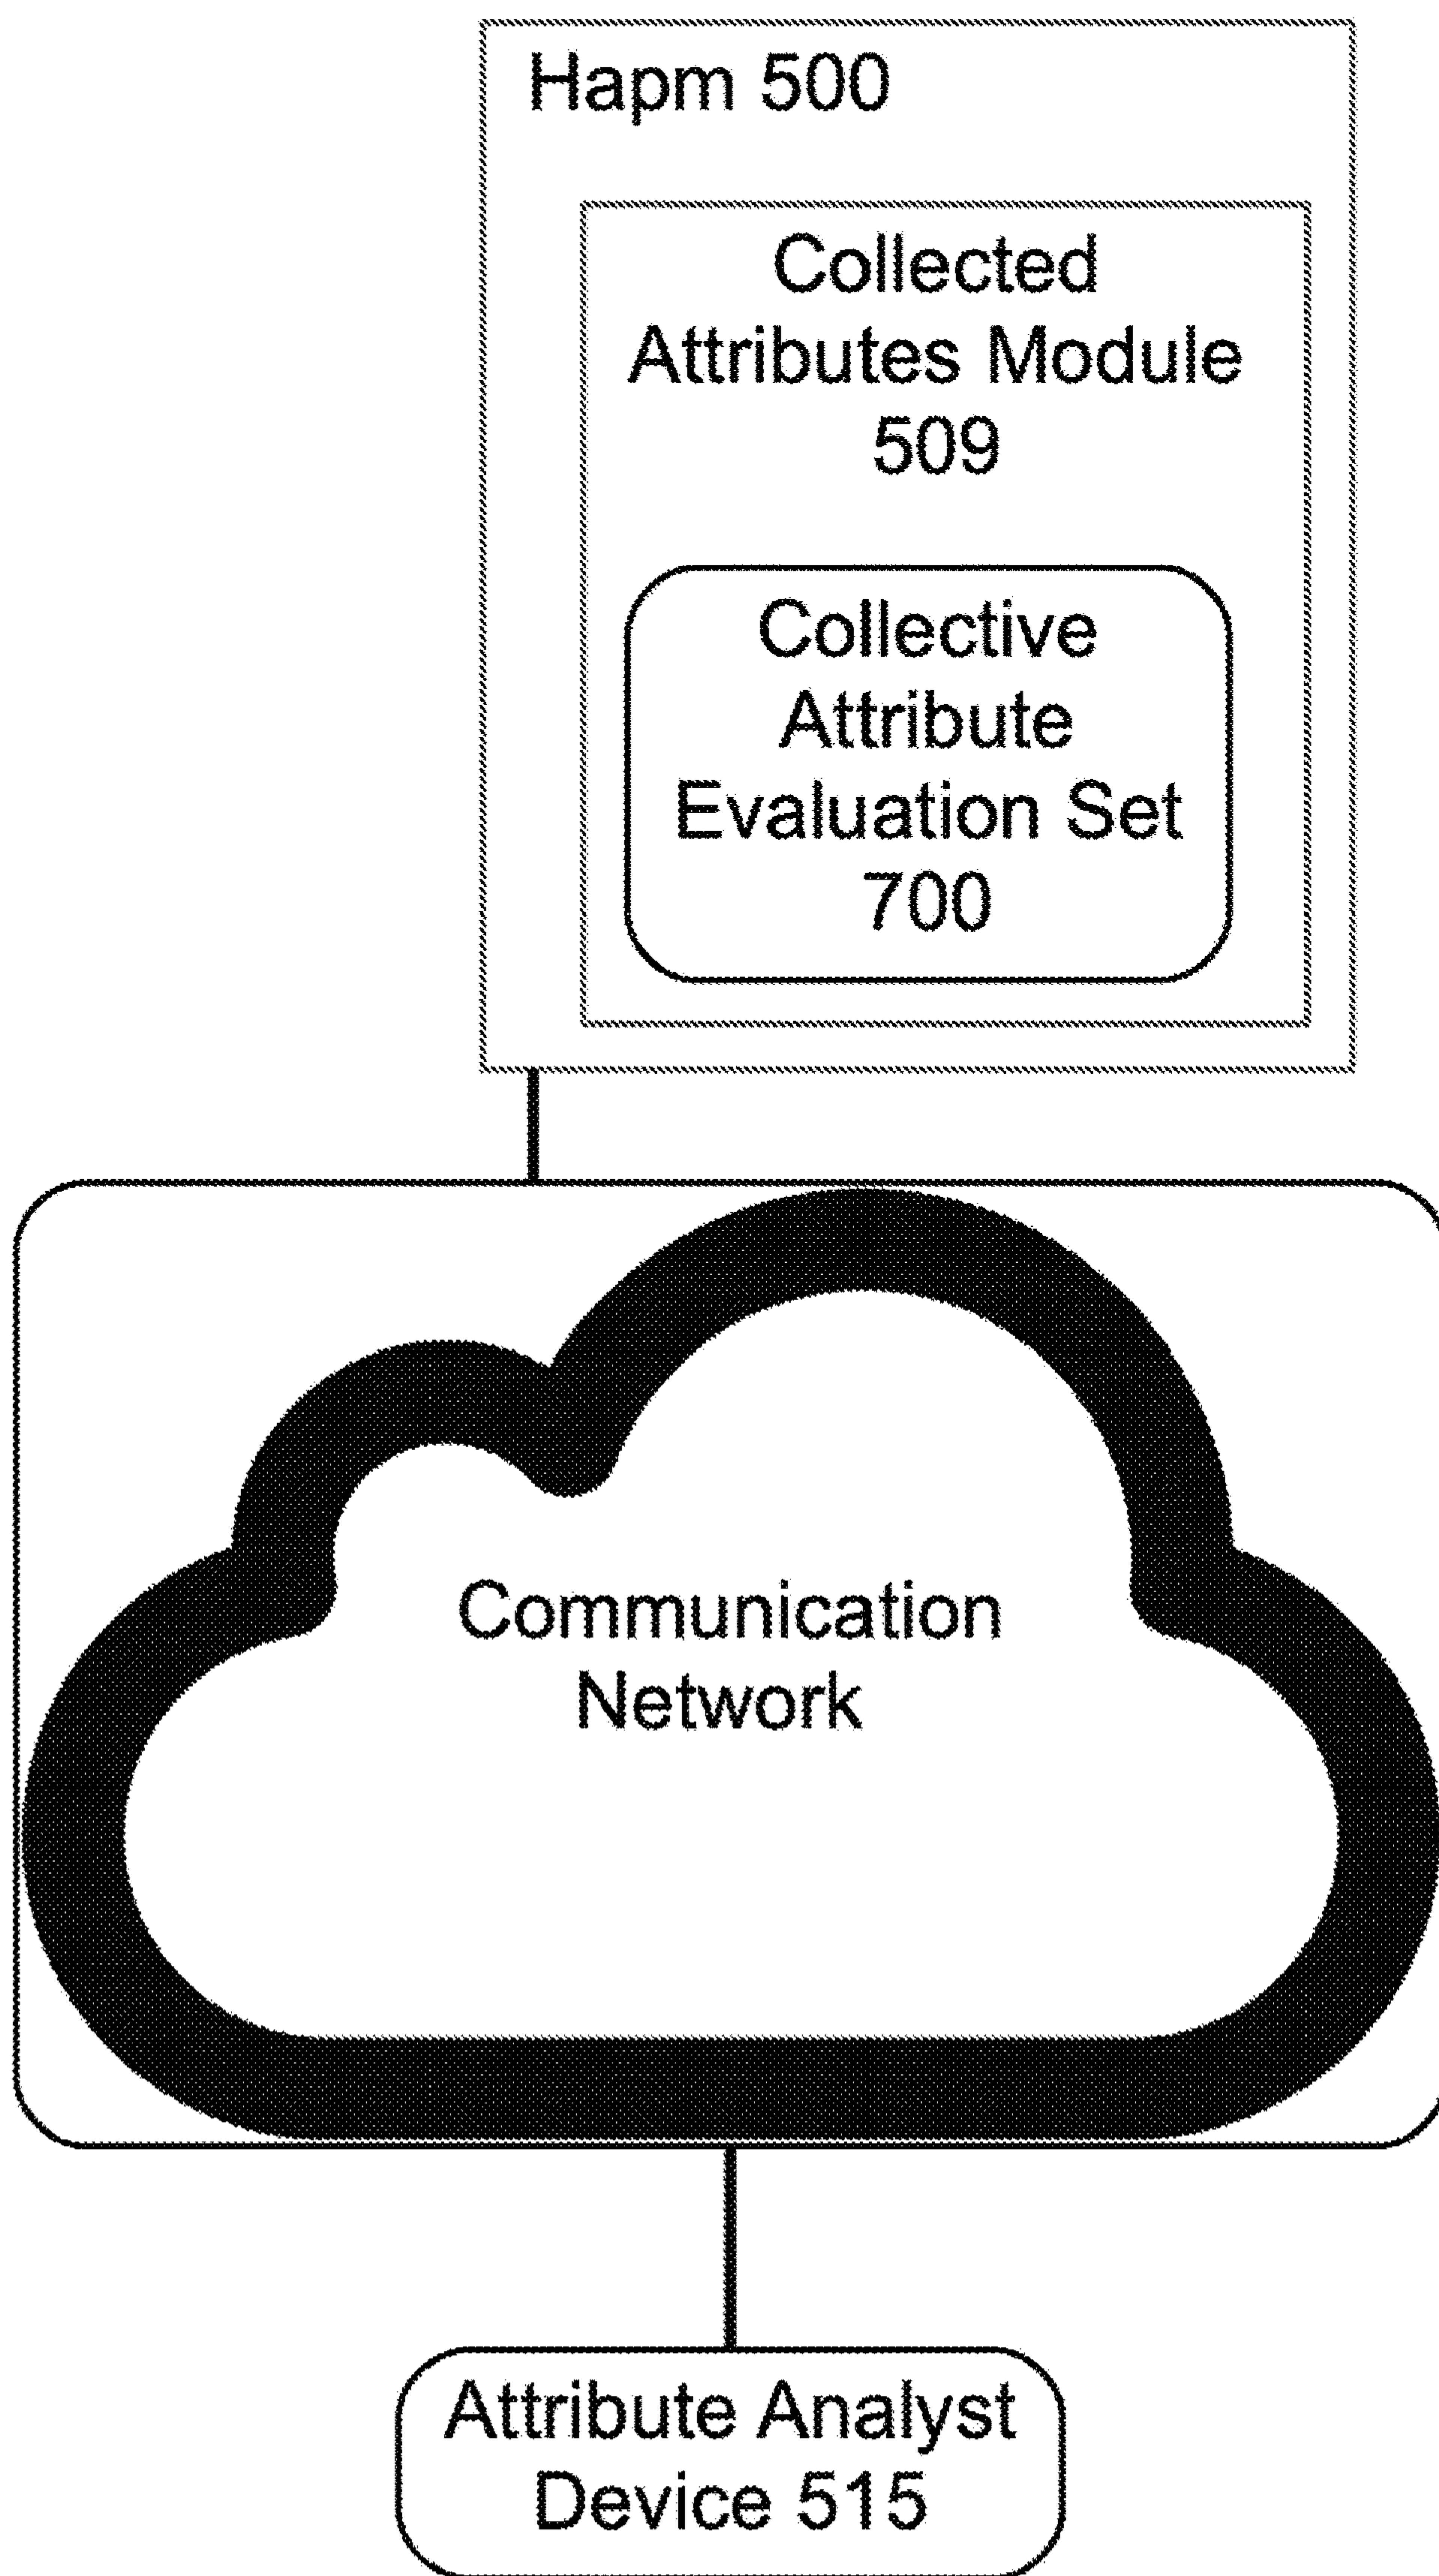 Hapm 500
Collected
Attributes Module
509
Collective
Attribute
Evaluation Set
700
Communication
Network
Attribute Analyst
Device 515